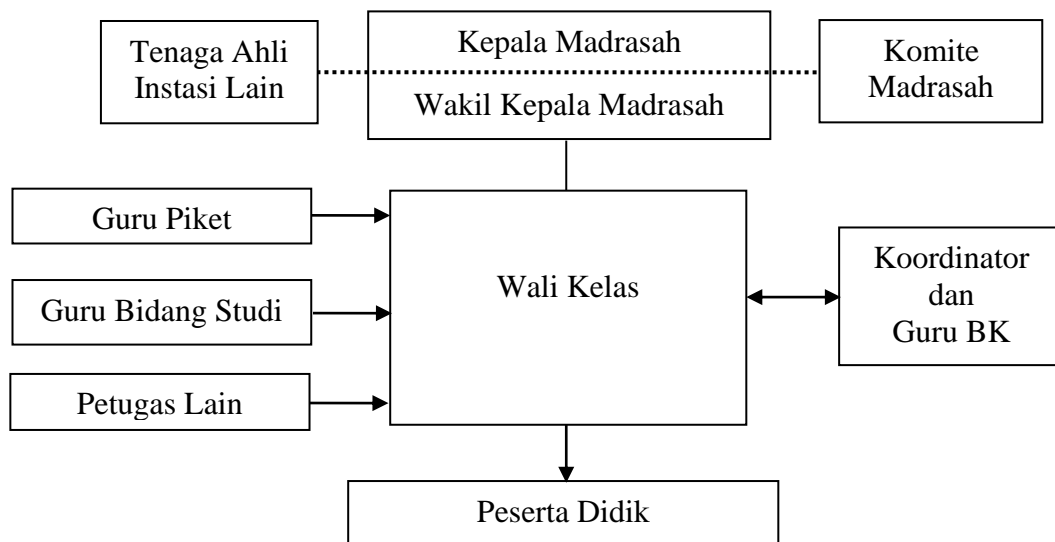 Tenaga Ahli
Instasi Lain
Kepala Madrasah
Wakil Kepala Madrasah
Komite
Madrasah
Guru Piket
Guru Bidang Studi
Petugas Lain
Wali Kelas
Koordinator
dan
Guru BK
Peserta Didik